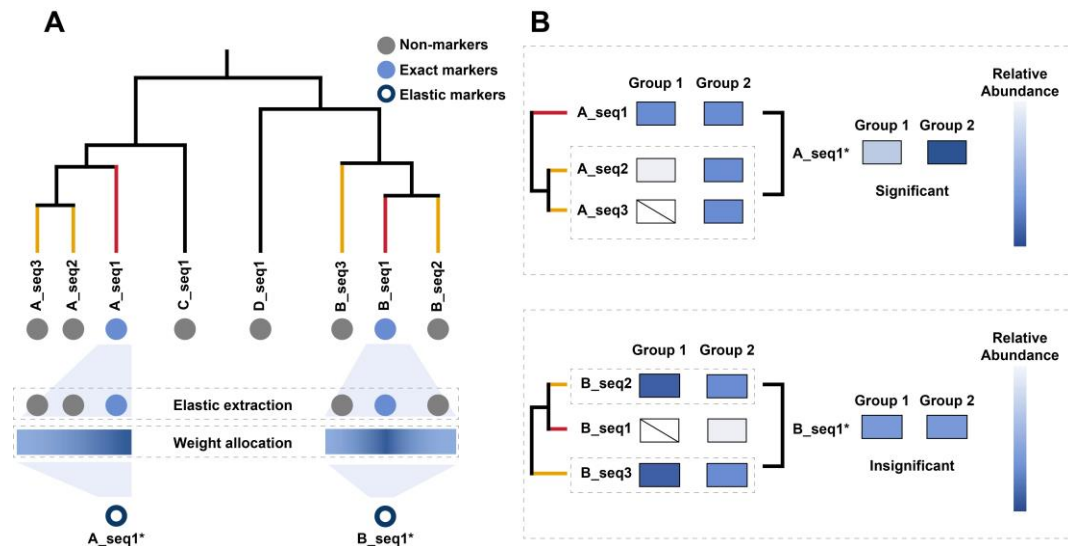 A
Non-markers
Exact markers
Elastic markers
A_seq3
A_seq2
A_seq1
C_seq1
D_seq1
B_seq3
B_seq1
B_seq2
Elastic extraction
Weight allocation
A_seq1*
B_seq1*
B
Group 1
Group 2
Relative
Abundance
A_seq1
A_seq2
A_seq3
A_seq1*
Group 1
Group 2
Significant
Group 1
Group 2
Relative
Abundance
B_seq2
B_seq1
B_seq3
B_seq1*
Group 1
Group 2
Insignificant